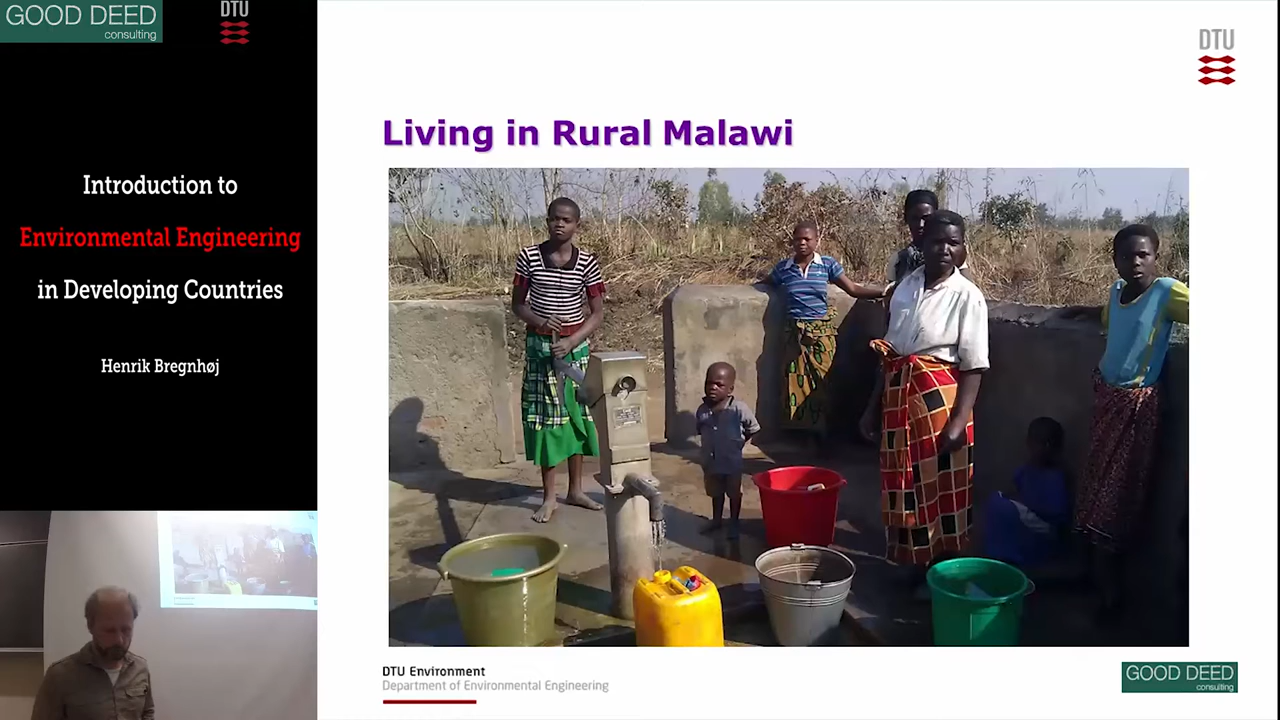 GOOD DEED
consulting
DTU
Introduction to
Environmental Engineering
in Developing Countries
Henrik Bregnhøj
DTU
Living in Rural Malawi
DTU Environment
Department of Environmental Engineering
GOOD DEED
consulting